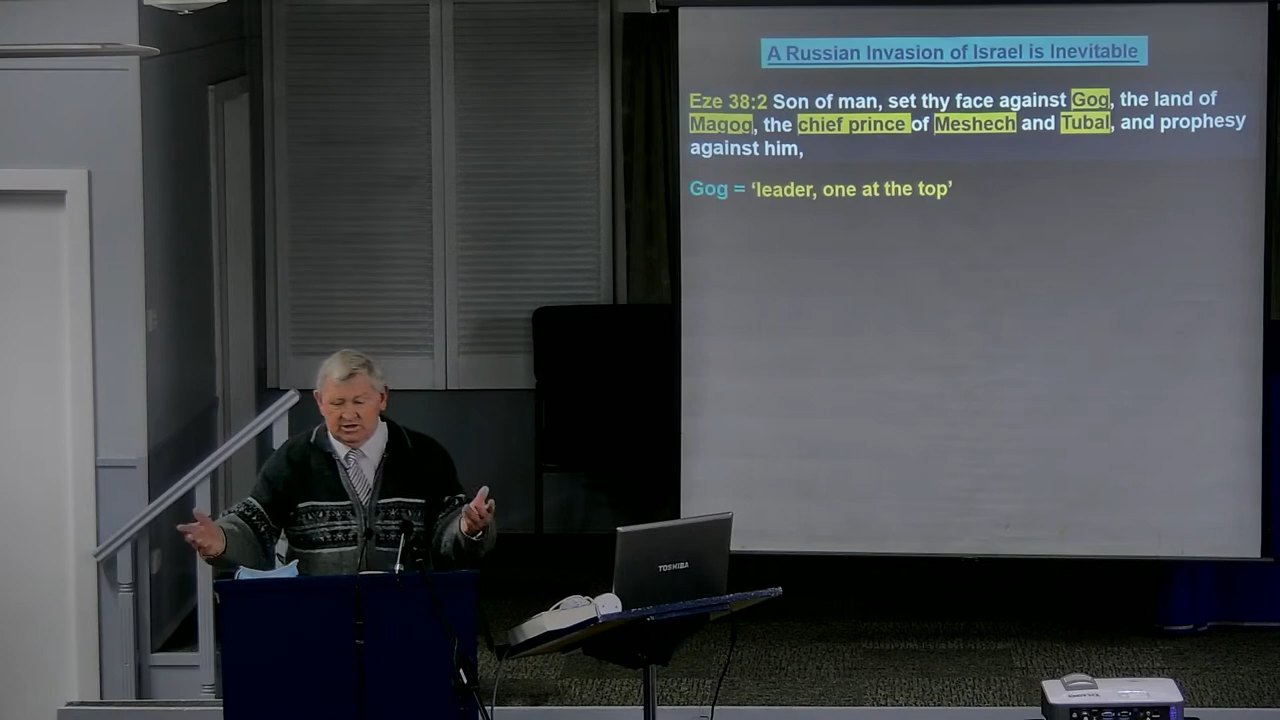 A Russian Invasion of Israel is Inevitable
Eze 38:2 Son of man, set thy face against Gog, the land of
Magog, the chief prince of Meshech and Tubal, and prophesy
against him,
Gog = ‘leader, one at the top’
TOSHIBA